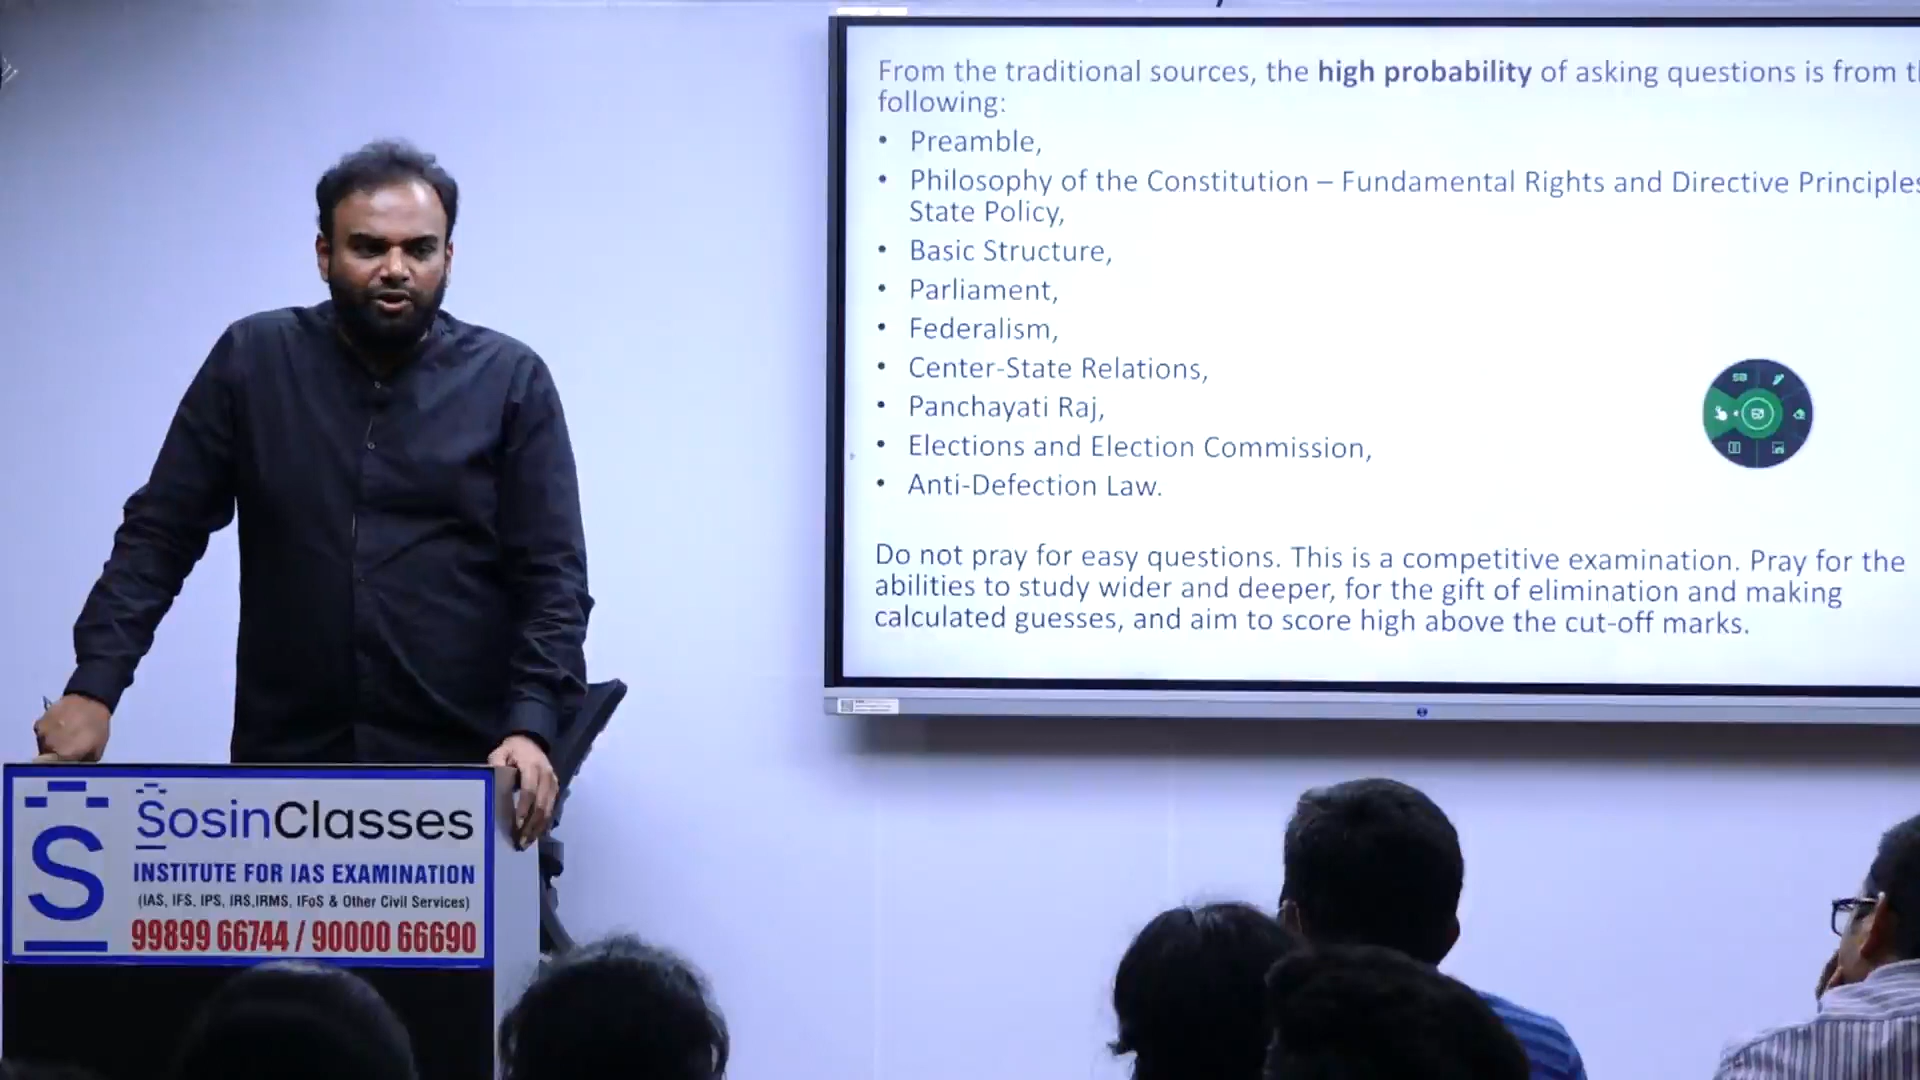 From the traditional sources, the high probability of asking questions is from
following:
• Preamble,
• Philosophy of the Constitution – Fundamental Rights and Directive Principles
State Policy,
• Basic Structure,
• Parliament,
• Federalism,
• Center-State Relations,
• Panchayati Raj,
• Elections and Election Commission,
• Anti-Defection Law.
Do not pray for easy questions. This is a competitive examination. Pray for the
abilities to study wider and deeper, for the gift of elimination and making
calculated guesses, and aim to score high above the cut-off marks.
S
SosinClasses
INSTITUTE FOR IAS EXAMINATION
(IAS, IFS, IPS, IRS,IRMS, IFoS & Other Civil Services)
99899 66744 / 90000 66690